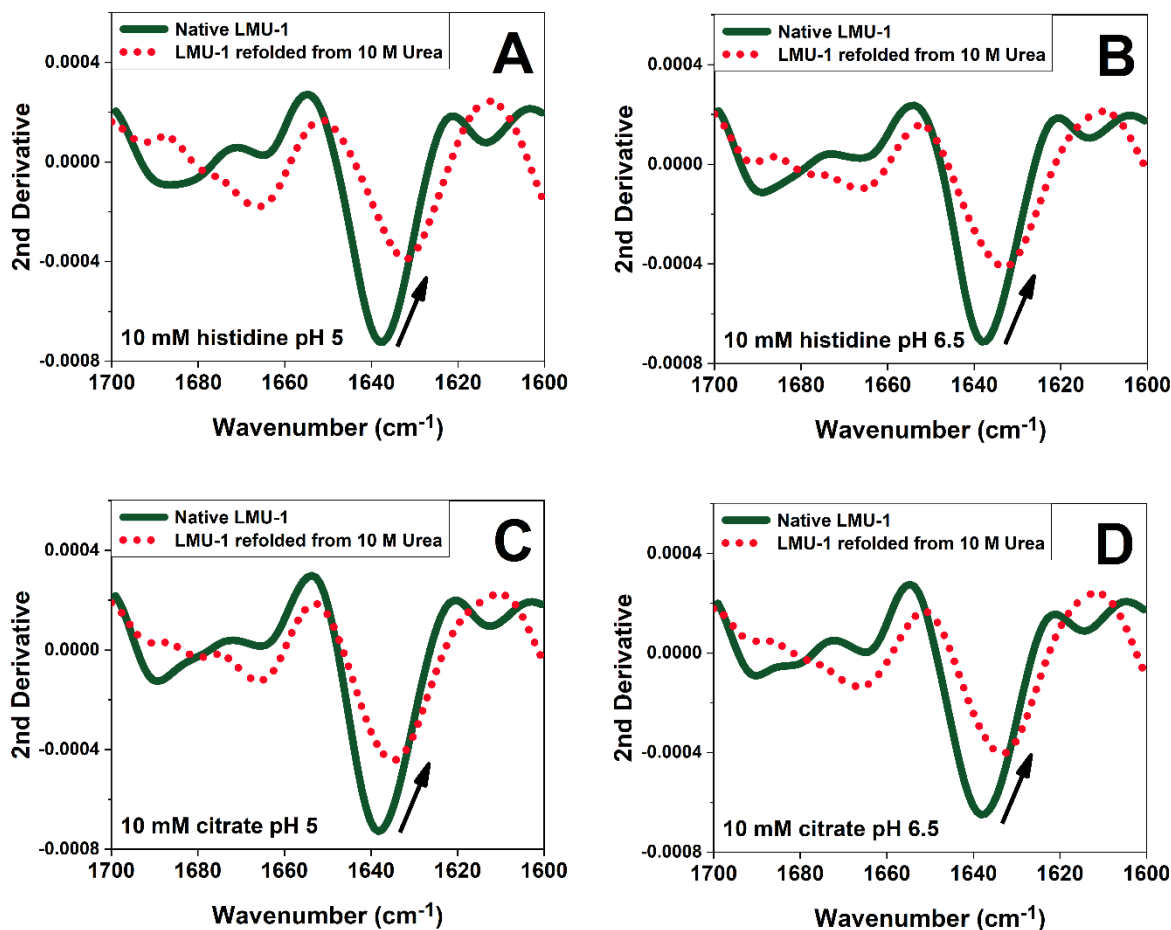 Native LMU-1
LMU-1 refolded from 10 M Urea
A
0.0004
0.0000
-0.0004
-0.0008
2nd Derivative
10 mM histidine pH 5
1700 1680 1660 1640 1620 1600
Wavenumber (cm-1)
Native LMU-1
LMU-1 refolded from 10 M Urea
B
0.0004
0.0000
-0.0004
-0.0008
2nd Derivative
10 mM histidine pH 6.5
1700 1680 1660 1640 1620 1600
Wavenumber (cm-1)
Native LMU-1
LMU-1 refolded from 10 M Urea
C
0.0004
0.0000
-0.0004
-0.0008
2nd Derivative
10 mM citrate pH 5
1700 1680 1660 1640 1620 1600
Wavenumber (cm-1)
Native LMU-1
LMU-1 refolded from 10 M Urea
D
0.0004
0.0000
-0.0004
-0.0008
2nd Derivative
10 mM citrate pH 6.5
1700 1680 1660 1640 1620 1600
Wavenumber (cm-1)